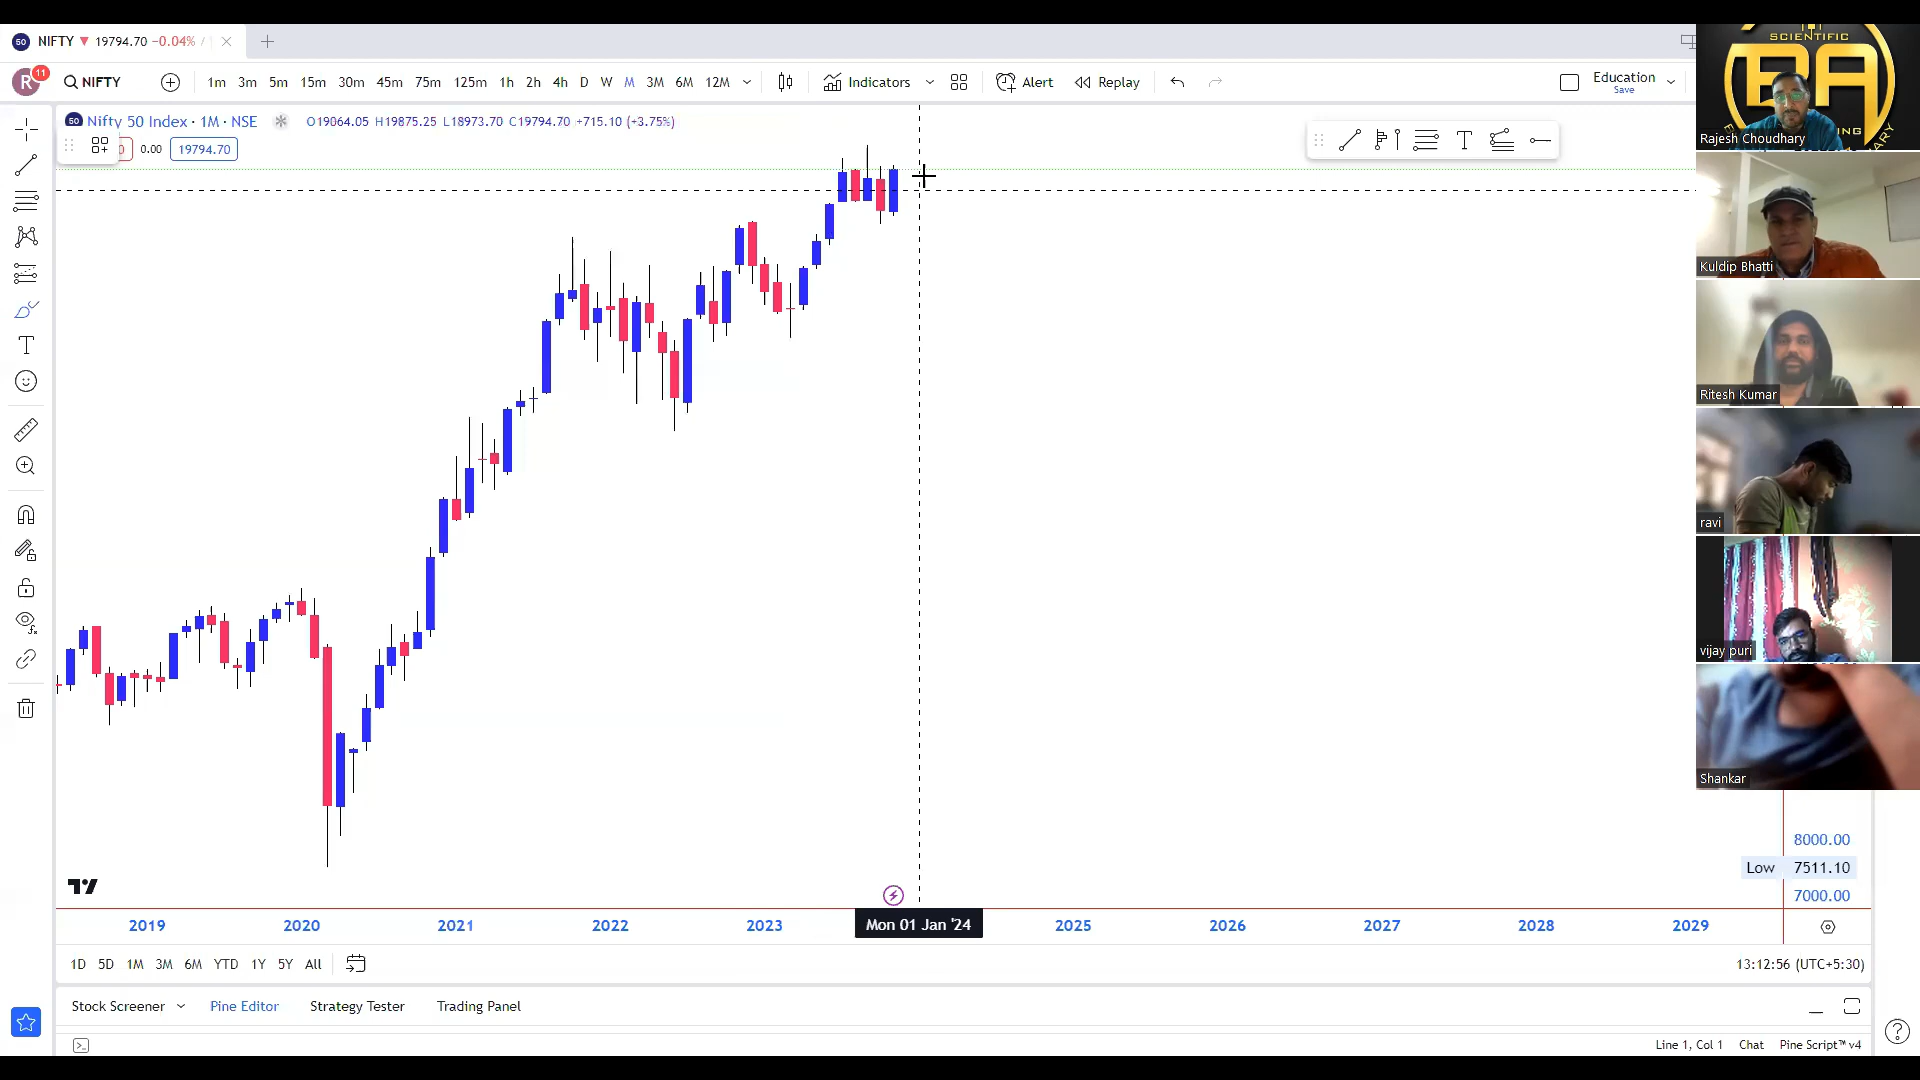 50 NIFTY 19794.70 −0.04% /
R 11 NIFTY 1m 3m 5m 15m 30m 45m 75m 125m 1h 2h 4h D W M 3M 6M 12M Indicators Alert Replay Education
Save
50 Nifty 50 Index · 1M · NSE O19064.05 H19875.25 L18973.70 C19794.70 +715.10 (+3.75%)
0 0.00 19794.70
T
T
SCIENTIFIC
BA
Rajesh Choudhary
Kuldip Bhatti
Ritesh Kumar
ravi
vijay puri
Shankar
8000.00
Low 7511.10
7000.00
2019 2020 2021 2022 2023 Mon 01 Jan '24 2025 2026 2027 2028 2029
1D 5D 1M 3M 6M YTD 1Y 5Y All 13:12:56 (UTC+5:30)
Stock Screener Pine Editor Strategy Tester Trading Panel
Line 1, Col 1 Chat Pine Script™ v4